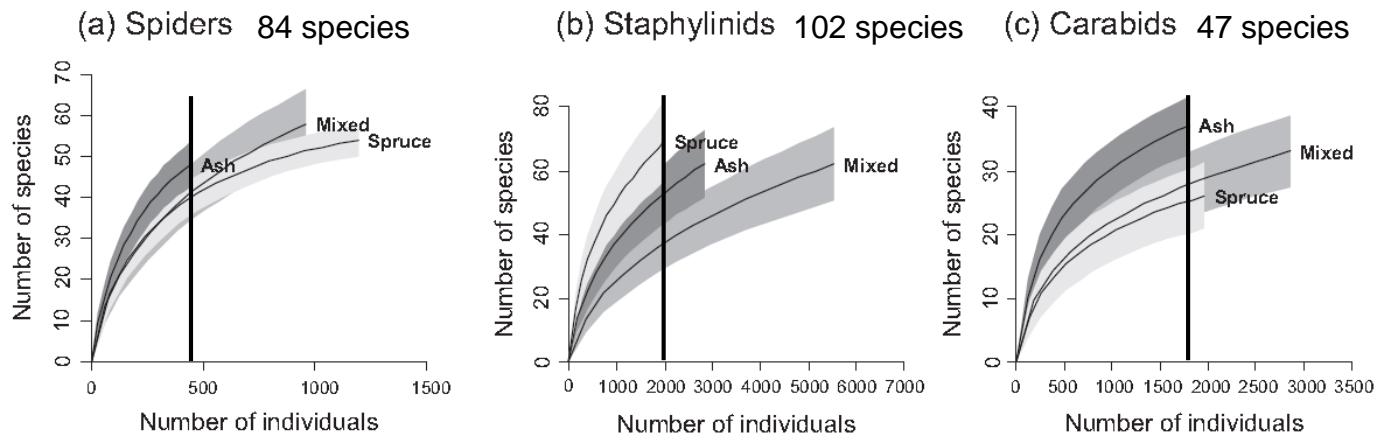 (a) Spiders 84 species
Number of species
70
60
50
40
30
20
10
0
Mixed
Spruce
Ash
0 500 1000 1500
Number of individuals
(b) Staphylinids 102 species
Number of species
80
60
40
20
0
Spruce
Ash
Mixed
0 1000 2000 3000 4000 5000 6000 7000
Number of individuals
(c) Carabids 47 species
Number of species
40
30
20
10
0
Ash
Mixed
Spruce
0 500 1000 1500 2000 2500 3000 3500
Number of individuals